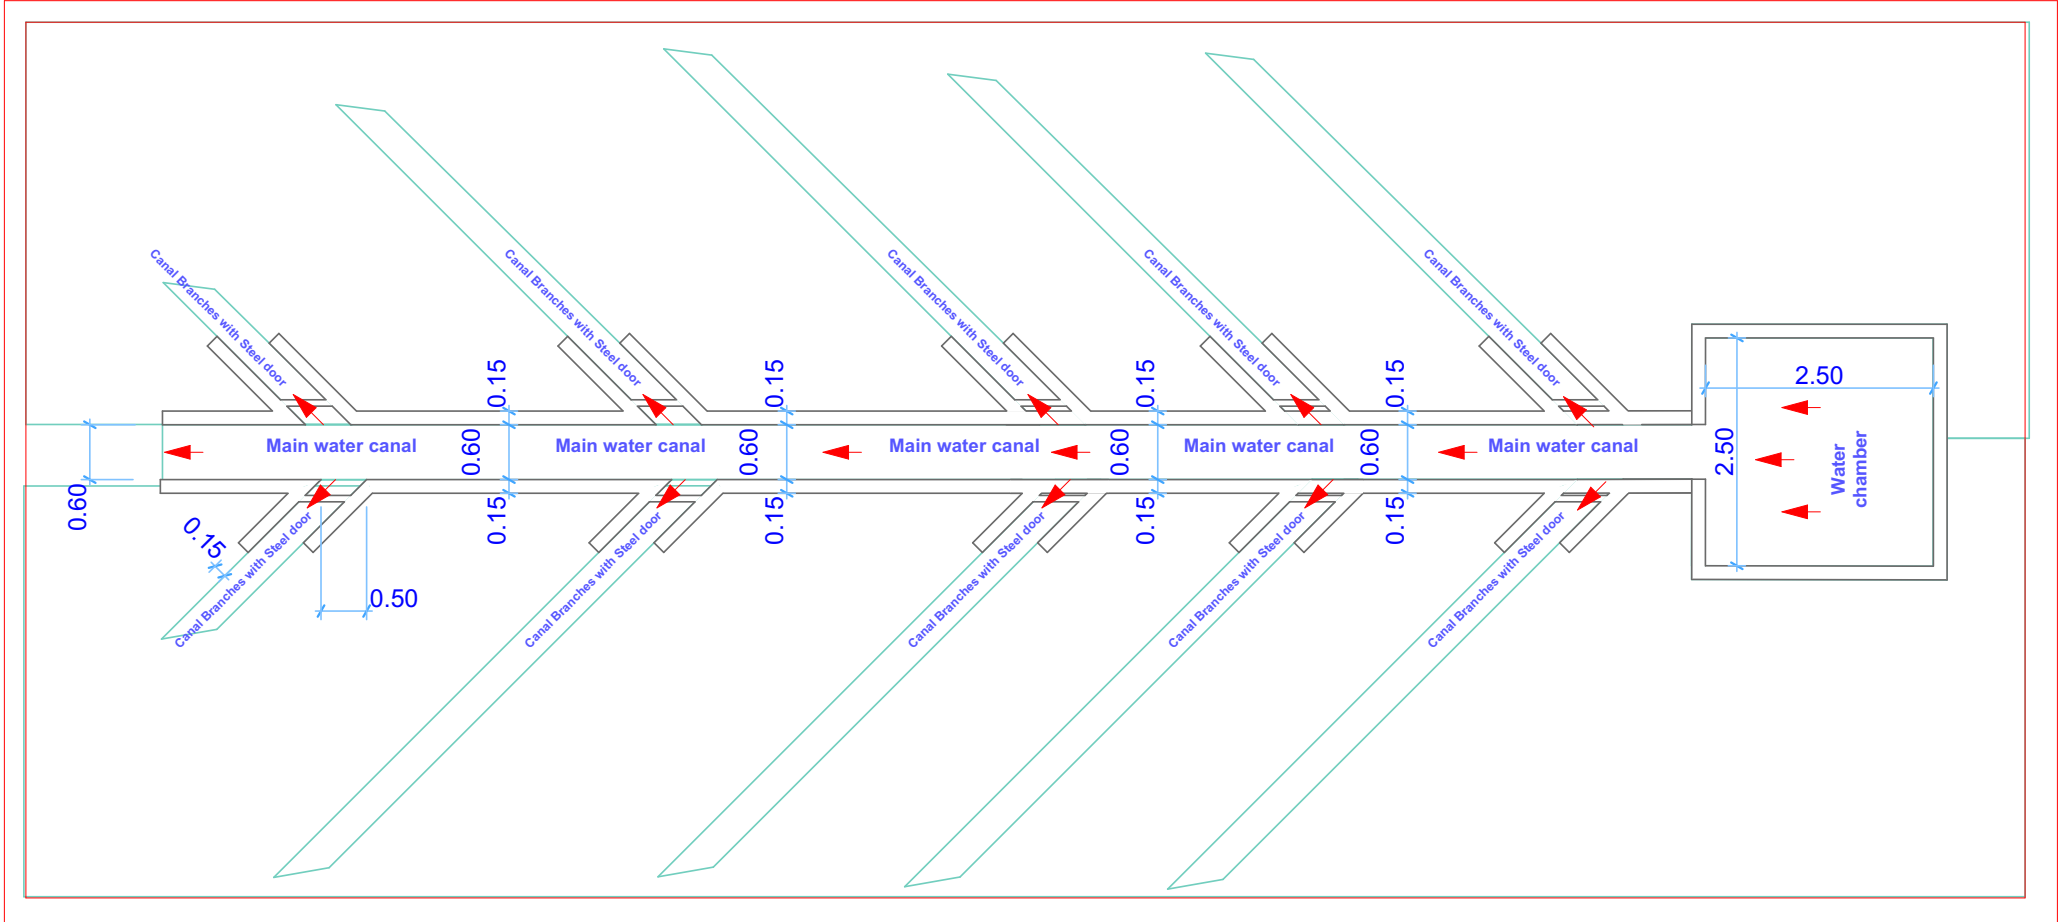 Canal Branches with Steel door
Canal Branches with Steel door
Canal Branches with Steel door
Canal Branches with Steel door
Canal Branches with Steel door
0.15
0.15
0.15
0.15
2.50
Main water canal
Main water canal
Main water canal
Main water canal
Main water canal
0.60
0.60
0.60
0.60
2.50
Water
chamber
0.60
0.15
0.15
0.15
0.15
0.15
0.50
Canal Branches with Steel door
Canal Branches with Steel door
Canal Branches with Steel door
Canal Branches with Steel door
Canal Branches with Steel door